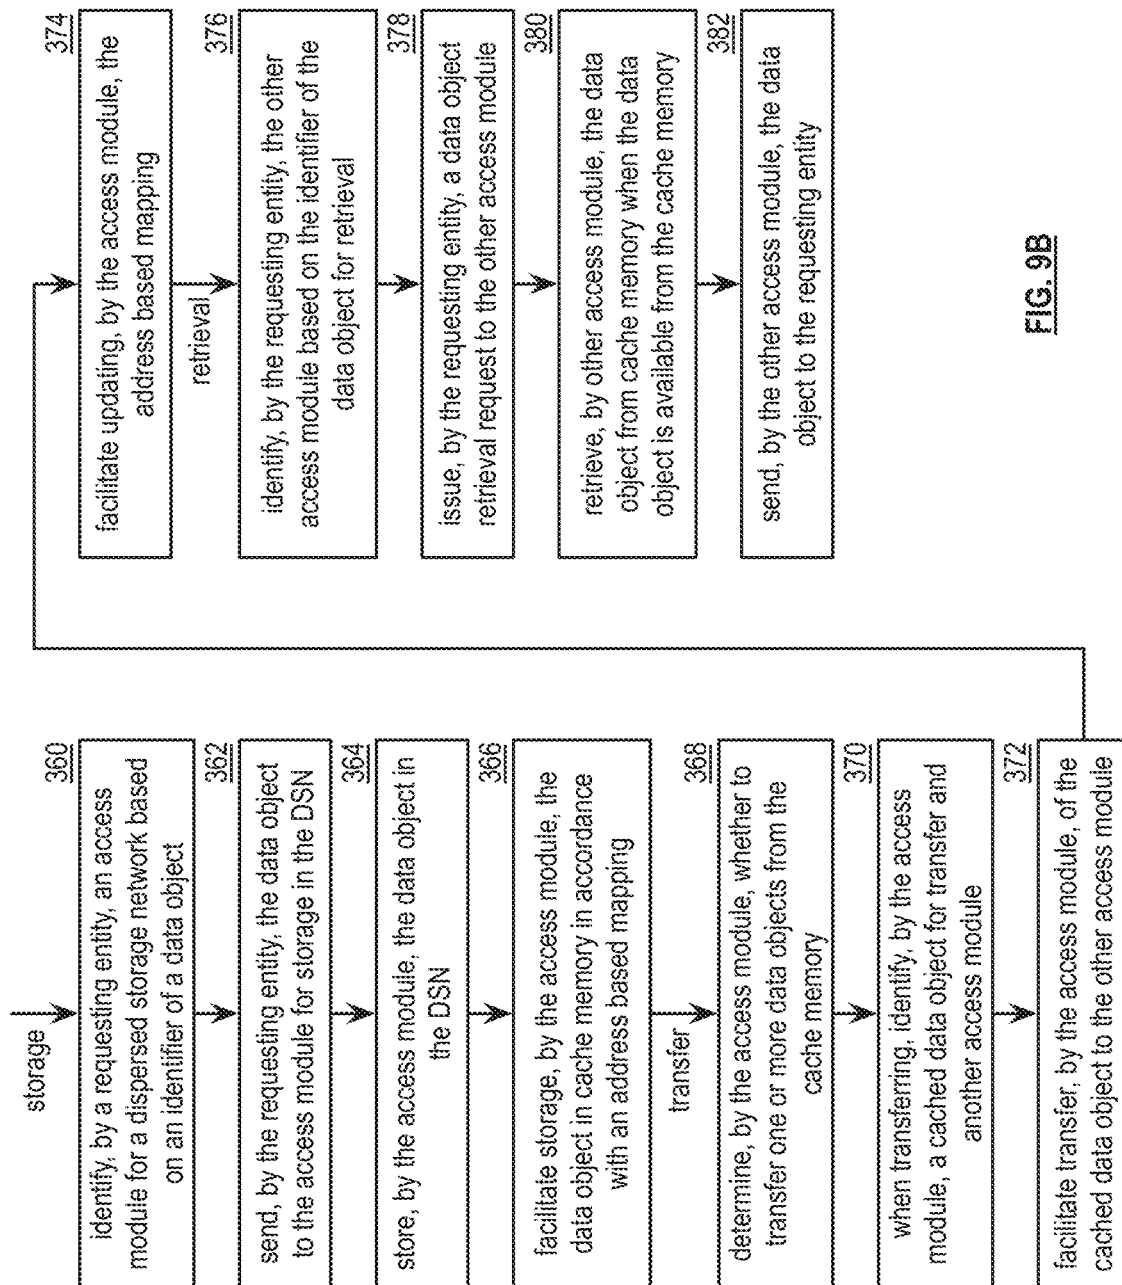 storage
360
identify, by a requesting entity, an access
module for a dispersed storage network based
on an identifier of a data object
362
send, by the requesting entity, the data object
to the access module for storage in the DSN
364
store, by the access module, the data object in
the DSN
366
facilitate storage, by the access module, the
data object in cache memory in accordance
with an address based mapping
transfer
368
determine, by the access module, whether to
transfer one or more data objects from the
cache memory
370
when transferring, identify, by the access
module, a cached data object for transfer and
another access module
372
facilitate transfer, by the access module, of the
cached data object to the other access module
374
facilitate updating, by the access module, the
address based mapping
retrieval
376
identify, by the requesting entity, the other
access module based on the identifier of the
data object for retrieval
378
issue, by the requesting entity, a data object
retrieval request to the other access module
380
retrieve, by other access module, the data
object from cache memory when the data
object is available from the cache memory
382
send, by the other access module, the data
object to the requesting entity
FIG. 9B